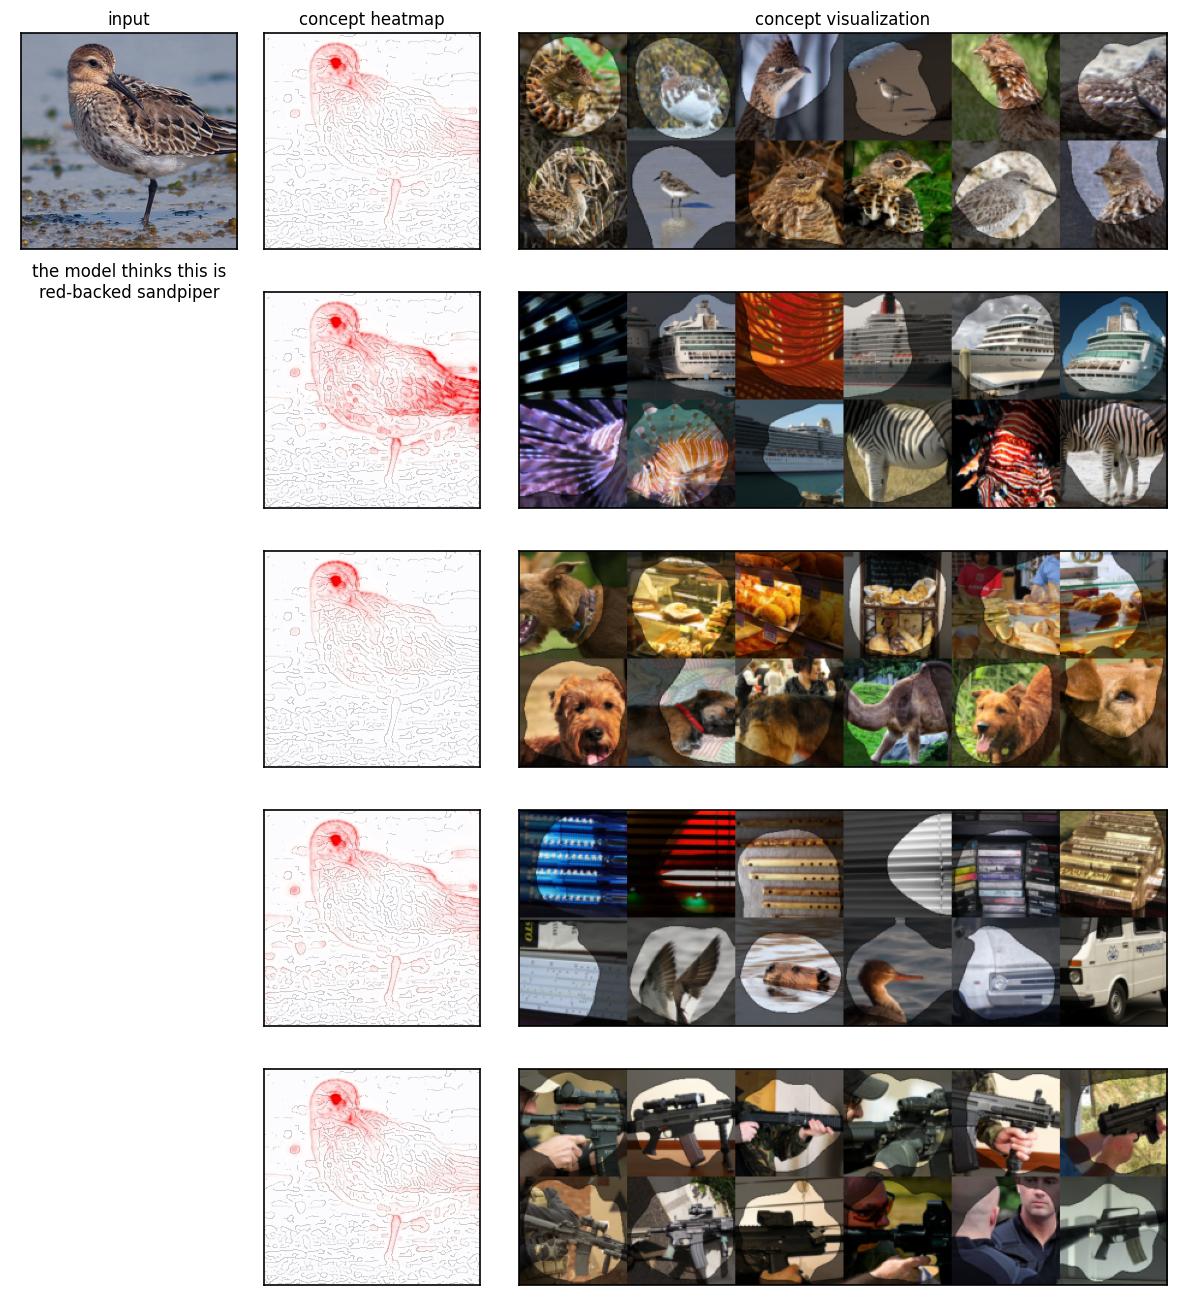 input
concept heatmap
concept visualization
the model thinks this is
red-backed sandpiper